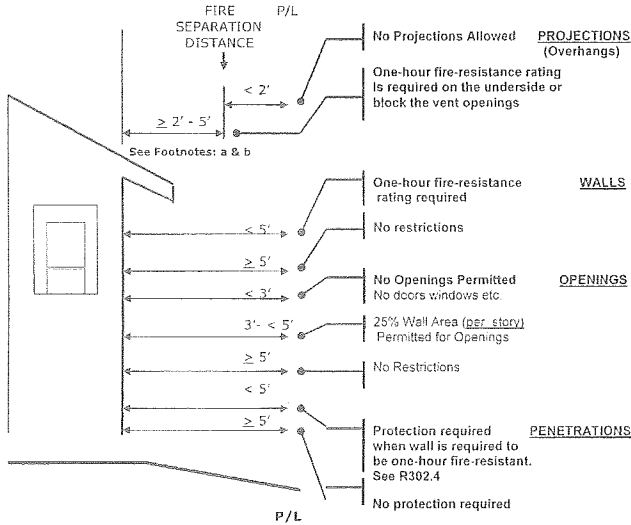 FIRE
SEPARATION
DISTANCE
P/L
No Projections Allowed
PROJECTIONS
(Overhangs)
< 2'
One-hour fire-resistance rating
Is required on the underside or
block the vent openings
≥ 2' - 5'
See Footnotes: a & b
One-hour fire-resistance
rating required
WALLS
< 5'
No restrictions
≥ 5'
No Openings Permitted
No doors windows etc.
OPENINGS
< 3'
3'- < 5'
25% Wall Area (per story)
Permitted for Openings
≥ 5'
No Restrictions
< 5'
≥ 5'
Protection required
when wall is required to
be one-hour fire-resistant.
See R302.4
PENETRATIONS
No protection required
P/L